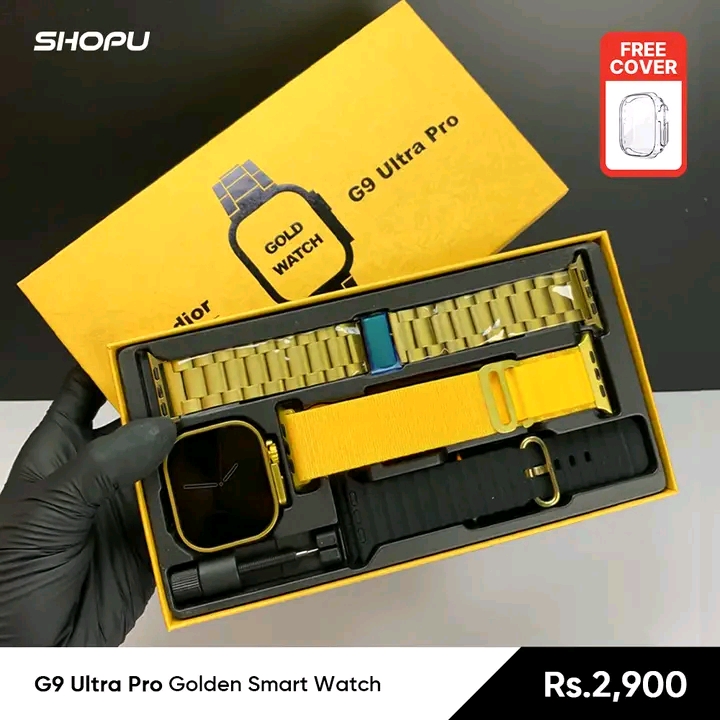 SHOPU
FREE
COVER
G9 Ultra Pro
GOLD
WATCH
G9 Ultra Pro Golden Smart Watch
Rs.2,900